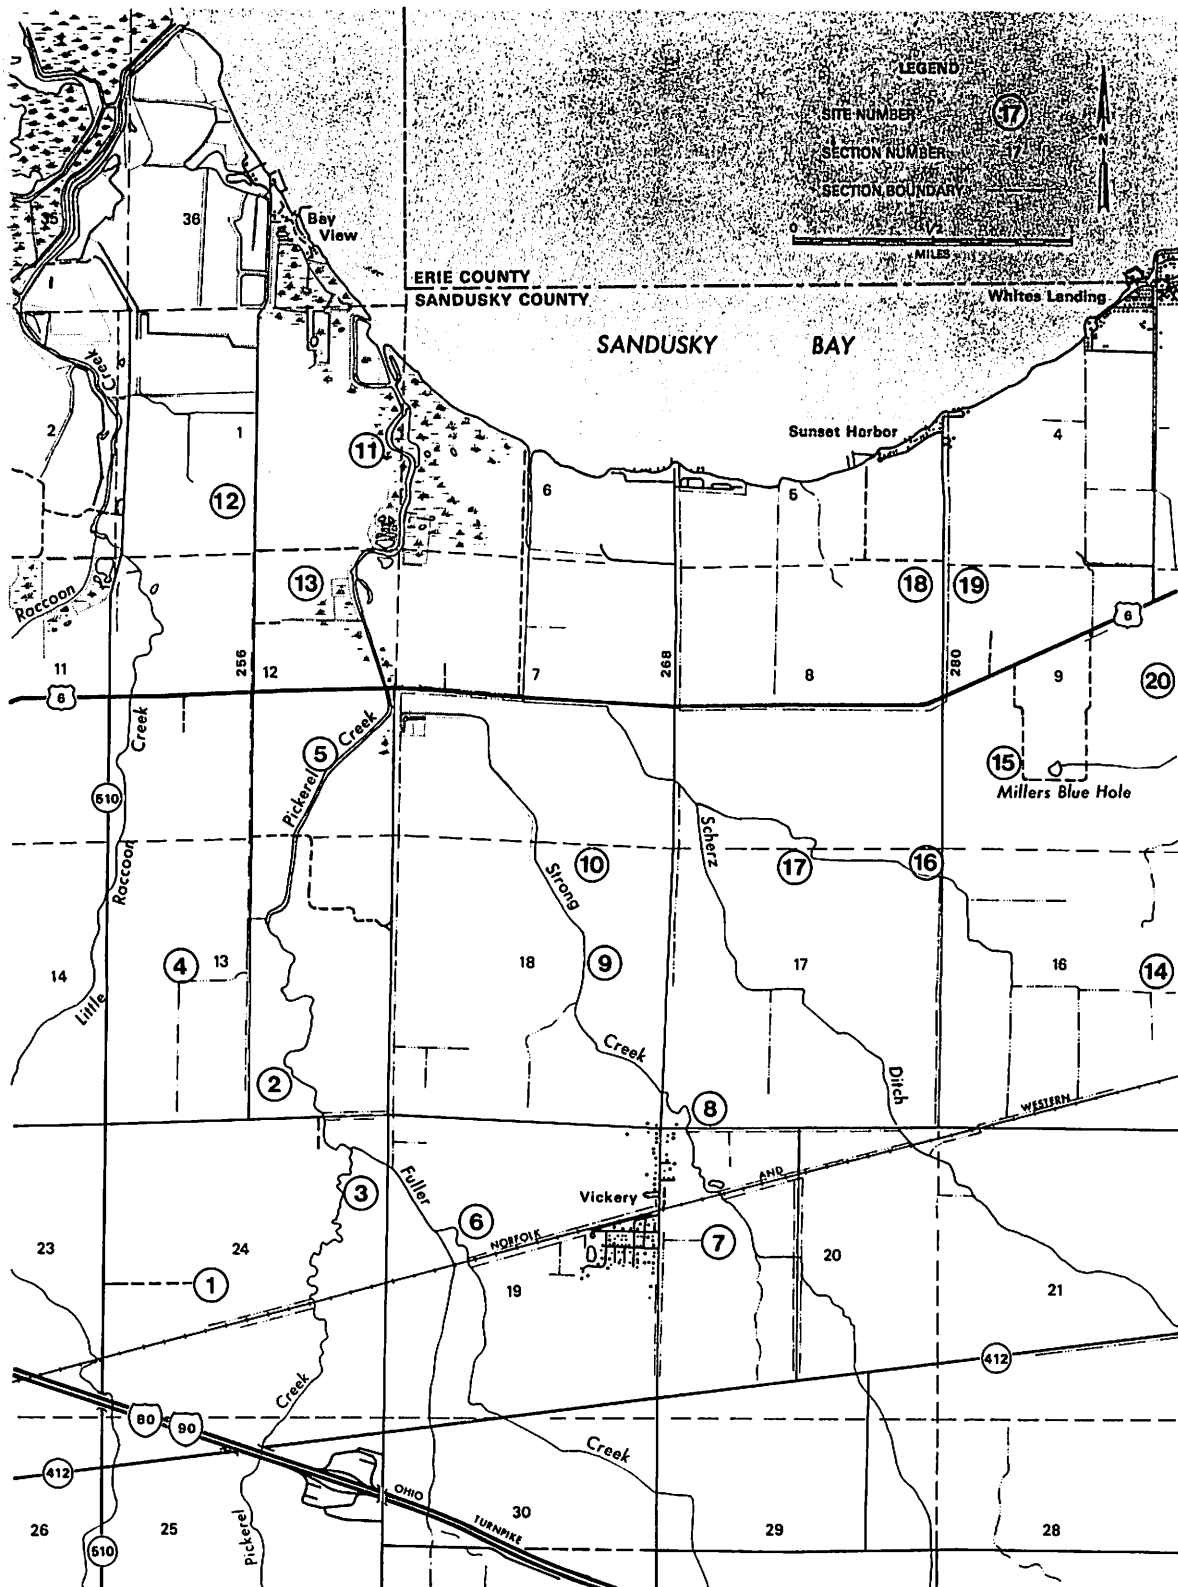 LEGEND
SITE NUMBER 17
SECTION NUMBER 17
SECTION BOUNDARY
N
0 1/2 1
MILES
35
36
Bay
View
ERIE COUNTY
SANDUSKY COUNTY
Whites Landing
SANDUSKY BAY
Creek
2
1
11
Sunset Harbor
4
12
6
5
13
18
19
Raccoon
6
11
256
12
7
268
8
280
9
20
6
Creek
5
Pickerel Creek
15
Millers Blue Hole
510
Raccoon
Scherz
10
Strong
17
16
14
Little
4
13
18
9
17
16
14
Creek
2
8
Ditch
WESTERN
AND
3
Fuller
Vickery
6
NORFOLK
7
23
24
1
19
20
21
412
Creek
80
90
412
Creek
OHIO
TURNPIKE
30
26
25
510
Pickerel
29
28